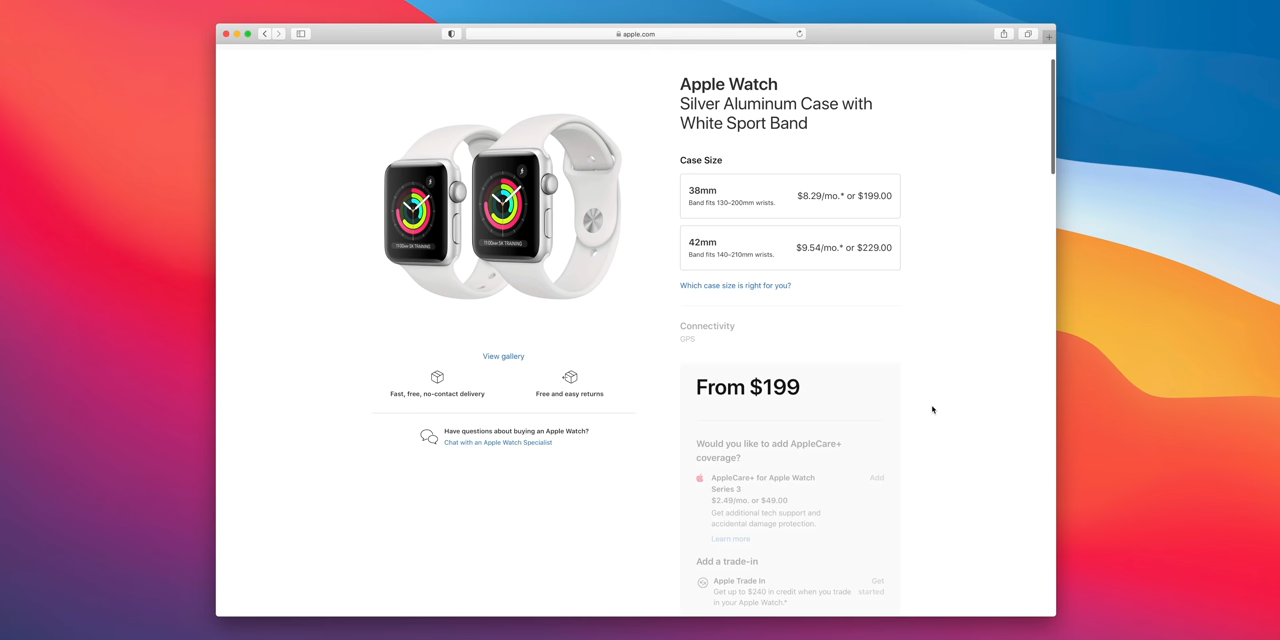 apple.com
Apple Watch
Silver Aluminum Case with
White Sport Band
Case Size
38mm
Band fits 130–200mm wrists.
$8.29/mo.* or $199.00
42mm
Band fits 140–210mm wrists.
$9.54/mo.* or $229.00
Which case size is right for you?
Connectivity
GPS
View gallery
Fast, free, no-contact delivery
Free and easy returns
Have questions about buying an Apple Watch?
Chat with an Apple Watch Specialist
From $199
Would you like to add AppleCare+
coverage?
AppleCare+ for Apple Watch
Series 3
Add
$2.49/mo. or $49.00
Get additional tech support and
accidental damage protection.
Learn more
Add a trade-in
Apple Trade In
Get up to $240 in credit when you trade
in your Apple Watch.*
Get
started